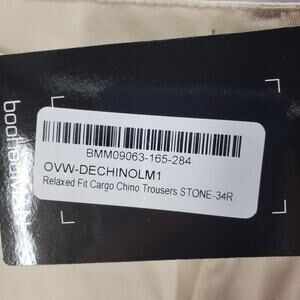 boohooMAN
BMM09063-165-284
OVW-DECHINOLM1
Relaxed Fit Cargo Chino Trousers STONE-34R